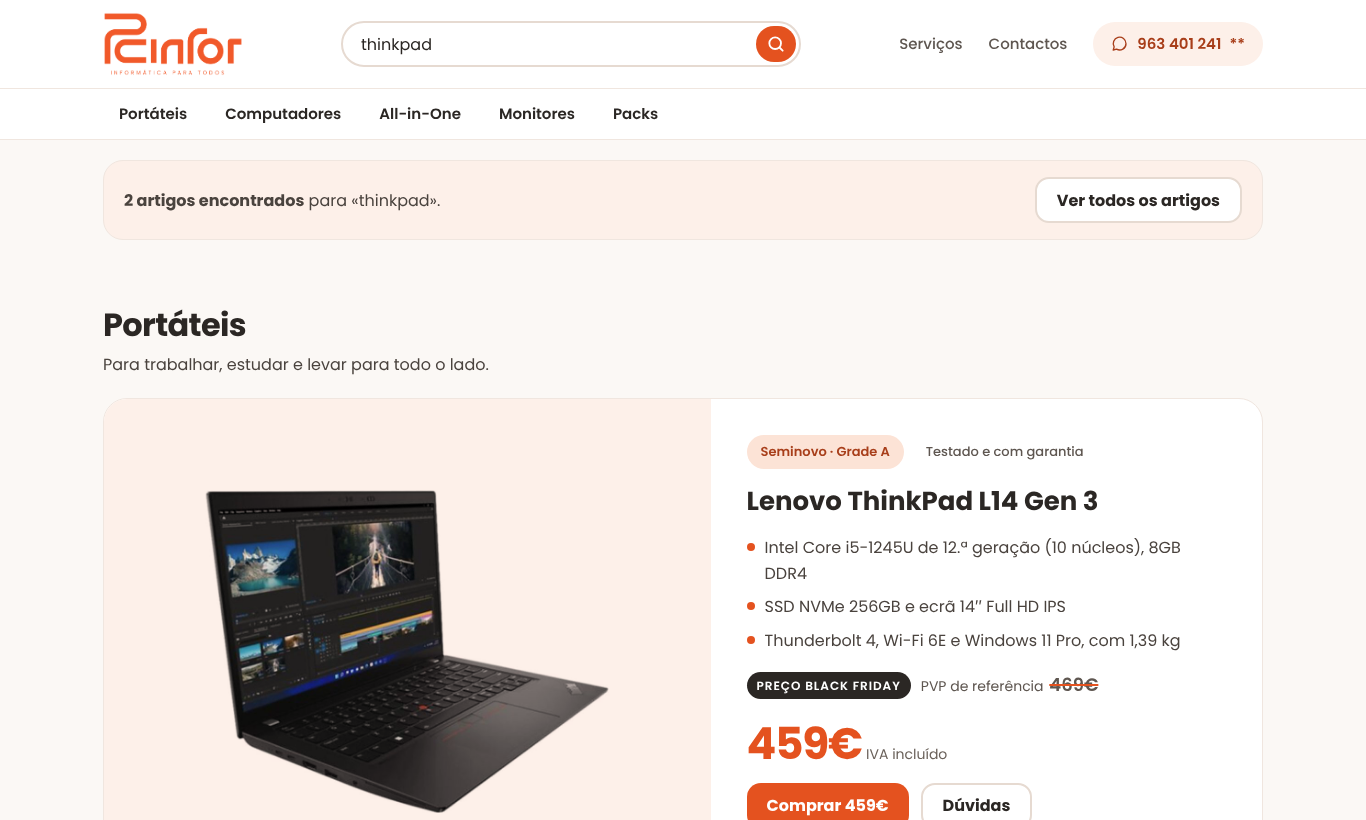 PCinfor
INFORMÁTICA PARA TODOS
thinkpad
Serviços
Contactos
963 401 241 **
Portáteis
Computadores
All-in-One
Monitores
Packs
2 artigos encontrados para «thinkpad».
Ver todos os artigos
Portáteis
Para trabalhar, estudar e levar para todo o lado.
Seminovo · Grade A
Testado e com garantia
Lenovo ThinkPad L14 Gen 3
Intel Core i5-1245U de 12.ª geração (10 núcleos), 8GB
DDR4
SSD NVMe 256GB e ecrã 14″ Full HD IPS
Thunderbolt 4, Wi-Fi 6E e Windows 11 Pro, com 1,39 kg
PREÇO BLACK FRIDAY
PVP de referência 469€
459€ IVA incluído
Comprar 459€
Dúvidas